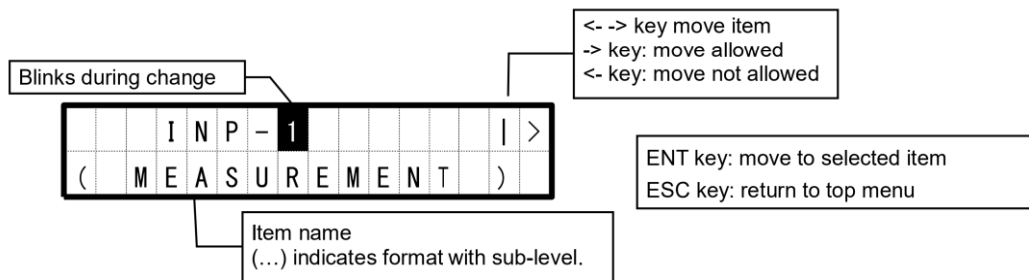 <- -> key move item
-> key: move allowed
<- key: move not allowed
Blinks during change
INP-1 |>
( MEASUREMENT )
ENT key: move to selected item
ESC key: return to top menu
Item name
(...) indicates format with sub-level.